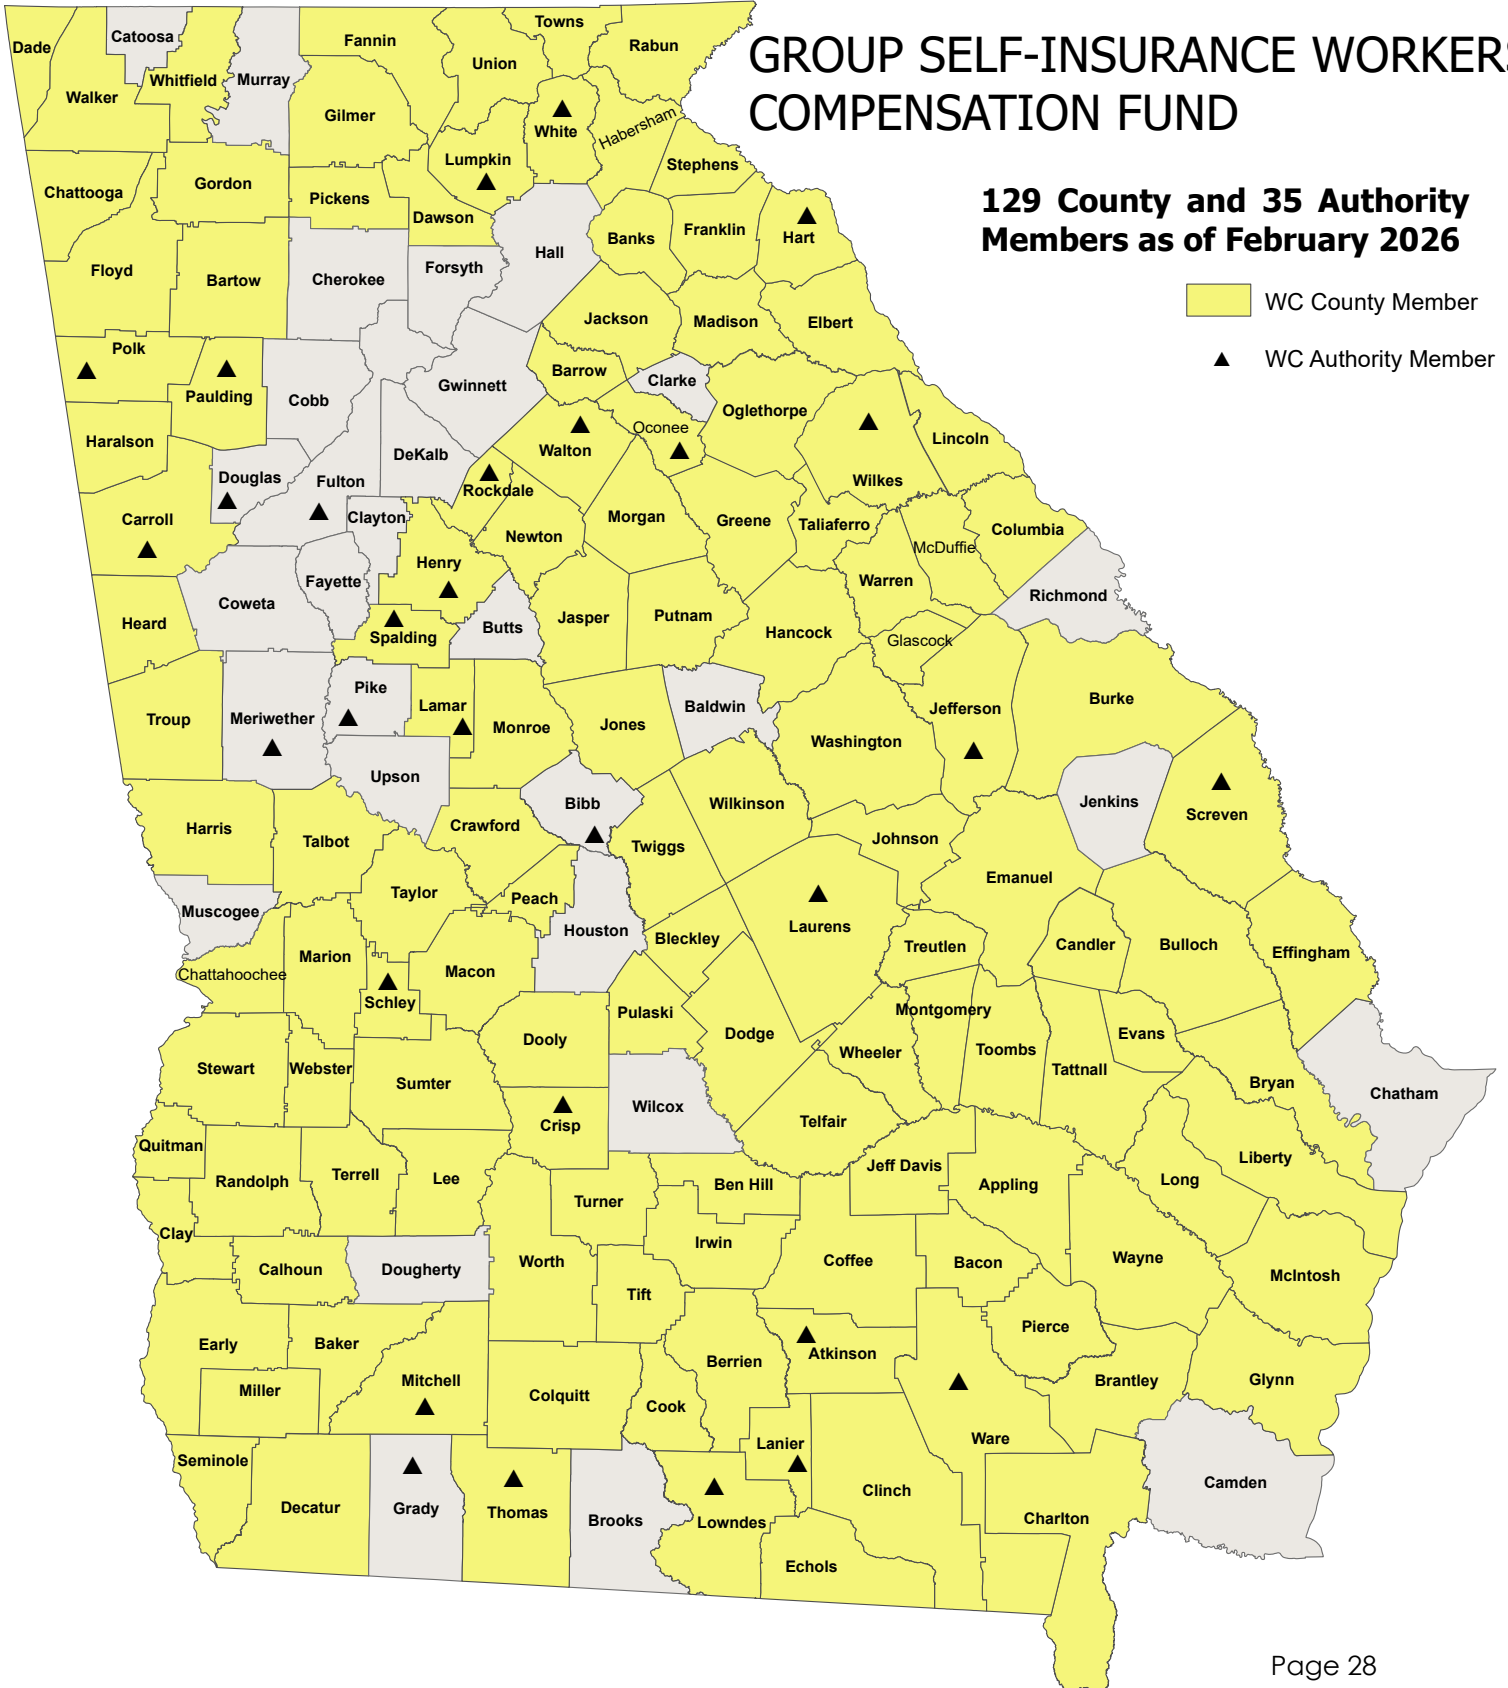 GROUP SELF-INSURANCE WORKERS
COMPENSATION FUND
129 County and 35 Authority
Members as of February 2026
WC County Member
WC Authority Member
Dade
Catoosa
Walker
Whitfield
Murray
Fannin
Gilmer
Union
Towns
Rabun
White
Habersham
Lumpkin
Stephens
Chattooga
Gordon
Pickens
Dawson
Hall
Banks
Franklin
Hart
Floyd
Bartow
Cherokee
Forsyth
Jackson
Madison
Elbert
Polk
Paulding
Cobb
Gwinnett
Barrow
Clarke
Oglethorpe
Wilkes
Lincoln
Haralson
Douglas
Fulton
DeKalb
Rockdale
Walton
Oconee
Carroll
Clayton
Henry
Newton
Morgan
Greene
Taliaferro
McDuffie
Columbia
Warren
Richmond
Heard
Coweta
Fayette
Spalding
Butts
Jasper
Putnam
Hancock
Glascock
Troup
Meriwether
Pike
Lamar
Monroe
Jones
Baldwin
Washington
Jefferson
Burke
Upson
Bibb
Wilkinson
Jenkins
Screven
Harris
Talbot
Crawford
Twiggs
Johnson
Emanuel
Muscogee
Taylor
Peach
Houston
Bleckley
Laurens
Treutlen
Candler
Bulloch
Effingham
Chattahoochee
Marion
Schley
Macon
Pulaski
Dodge
Montgomery
Wheeler
Toombs
Tattnall
Evans
Bryan
Chatham
Stewart
Webster
Sumter
Dooly
Crisp
Wilcox
Telfair
Quitman
Randolph
Terrell
Lee
Turner
Ben Hill
Jeff Davis
Appling
Long
Liberty
Clay
Calhoun
Dougherty
Worth
Tift
Irwin
Coffee
Bacon
Wayne
McIntosh
Early
Baker
Miller
Mitchell
Colquitt
Cook
Berrien
Atkinson
Pierce
Brantley
Glynn
Seminole
Decatur
Grady
Thomas
Brooks
Lowndes
Lanier
Clinch
Ware
Echols
Charlton
Camden
Page 28